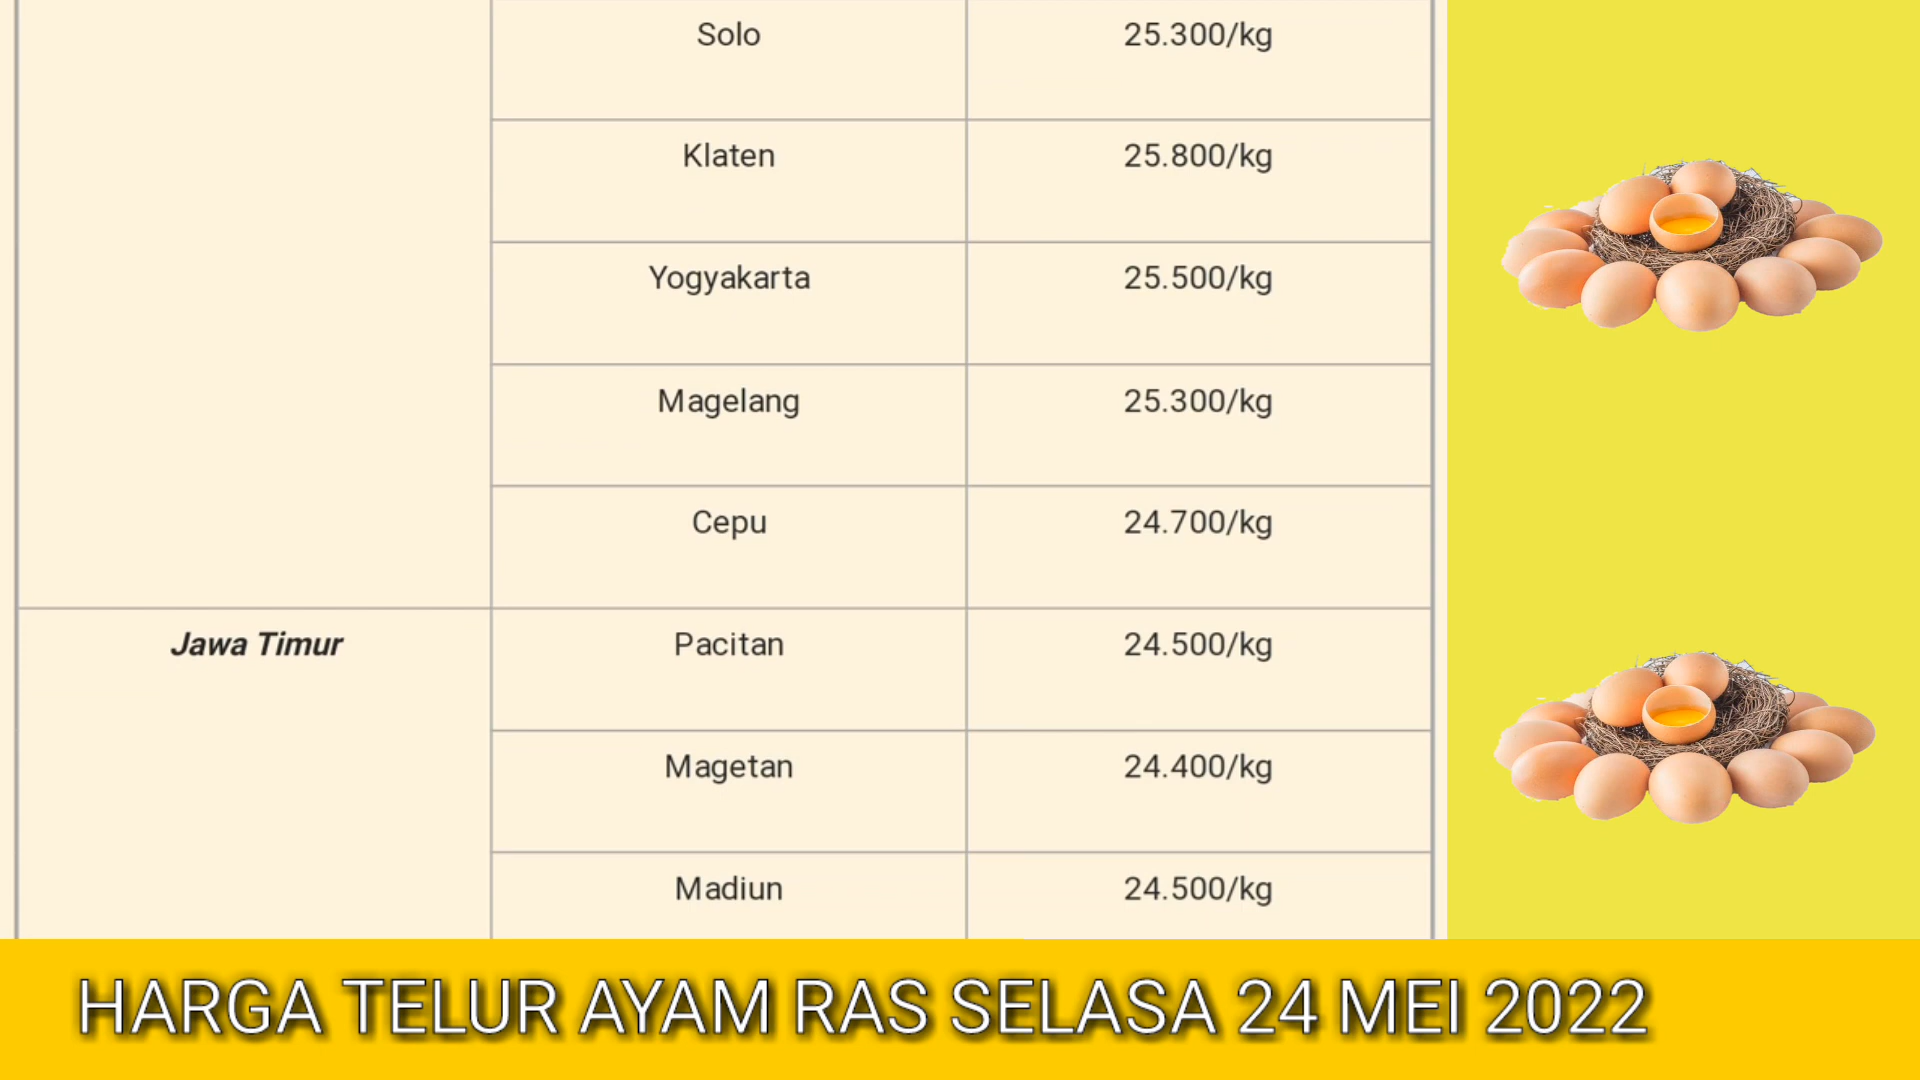 Solo 25.300/kg
Klaten 25.800/kg
Yogyakarta 25.500/kg
Magelang 25.300/kg
Cepu 24.700/kg
Jawa Timur Pacitan 24.500/kg
Magetan 24.400/kg
Madiun 24.500/kg
HARGA TELUR AYAM RAS SELASA 24 MEI 2022